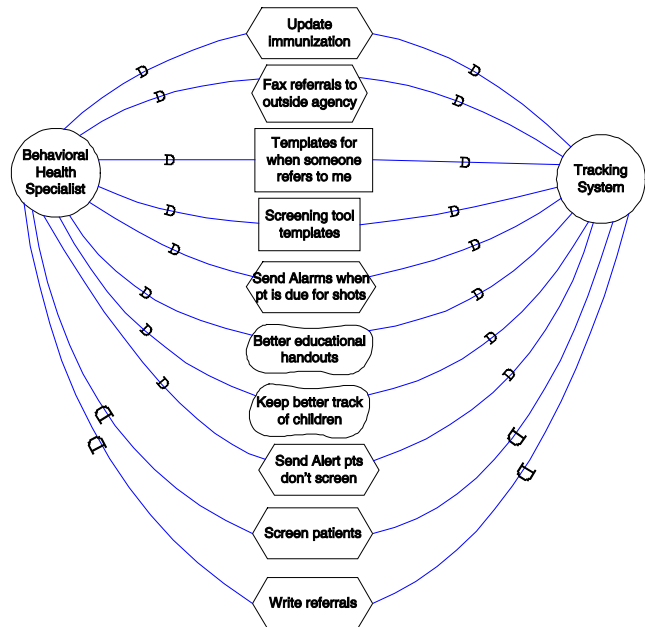 Update
immunization
D
D
Fax referrals to
outside agency
D
D
Behavioral
Health
Specialist
D
Templates for
when someone
refers to me
D
Tracking
System
D
Screening tool
templates
D
D
Send Alarms when
pt is due for shots
D
D
Better educational
handouts
D
D
Keep better track
of children
D
D
Send Alert pts
don't screen
D
D
Screen patients
D
D
Write referrals
D